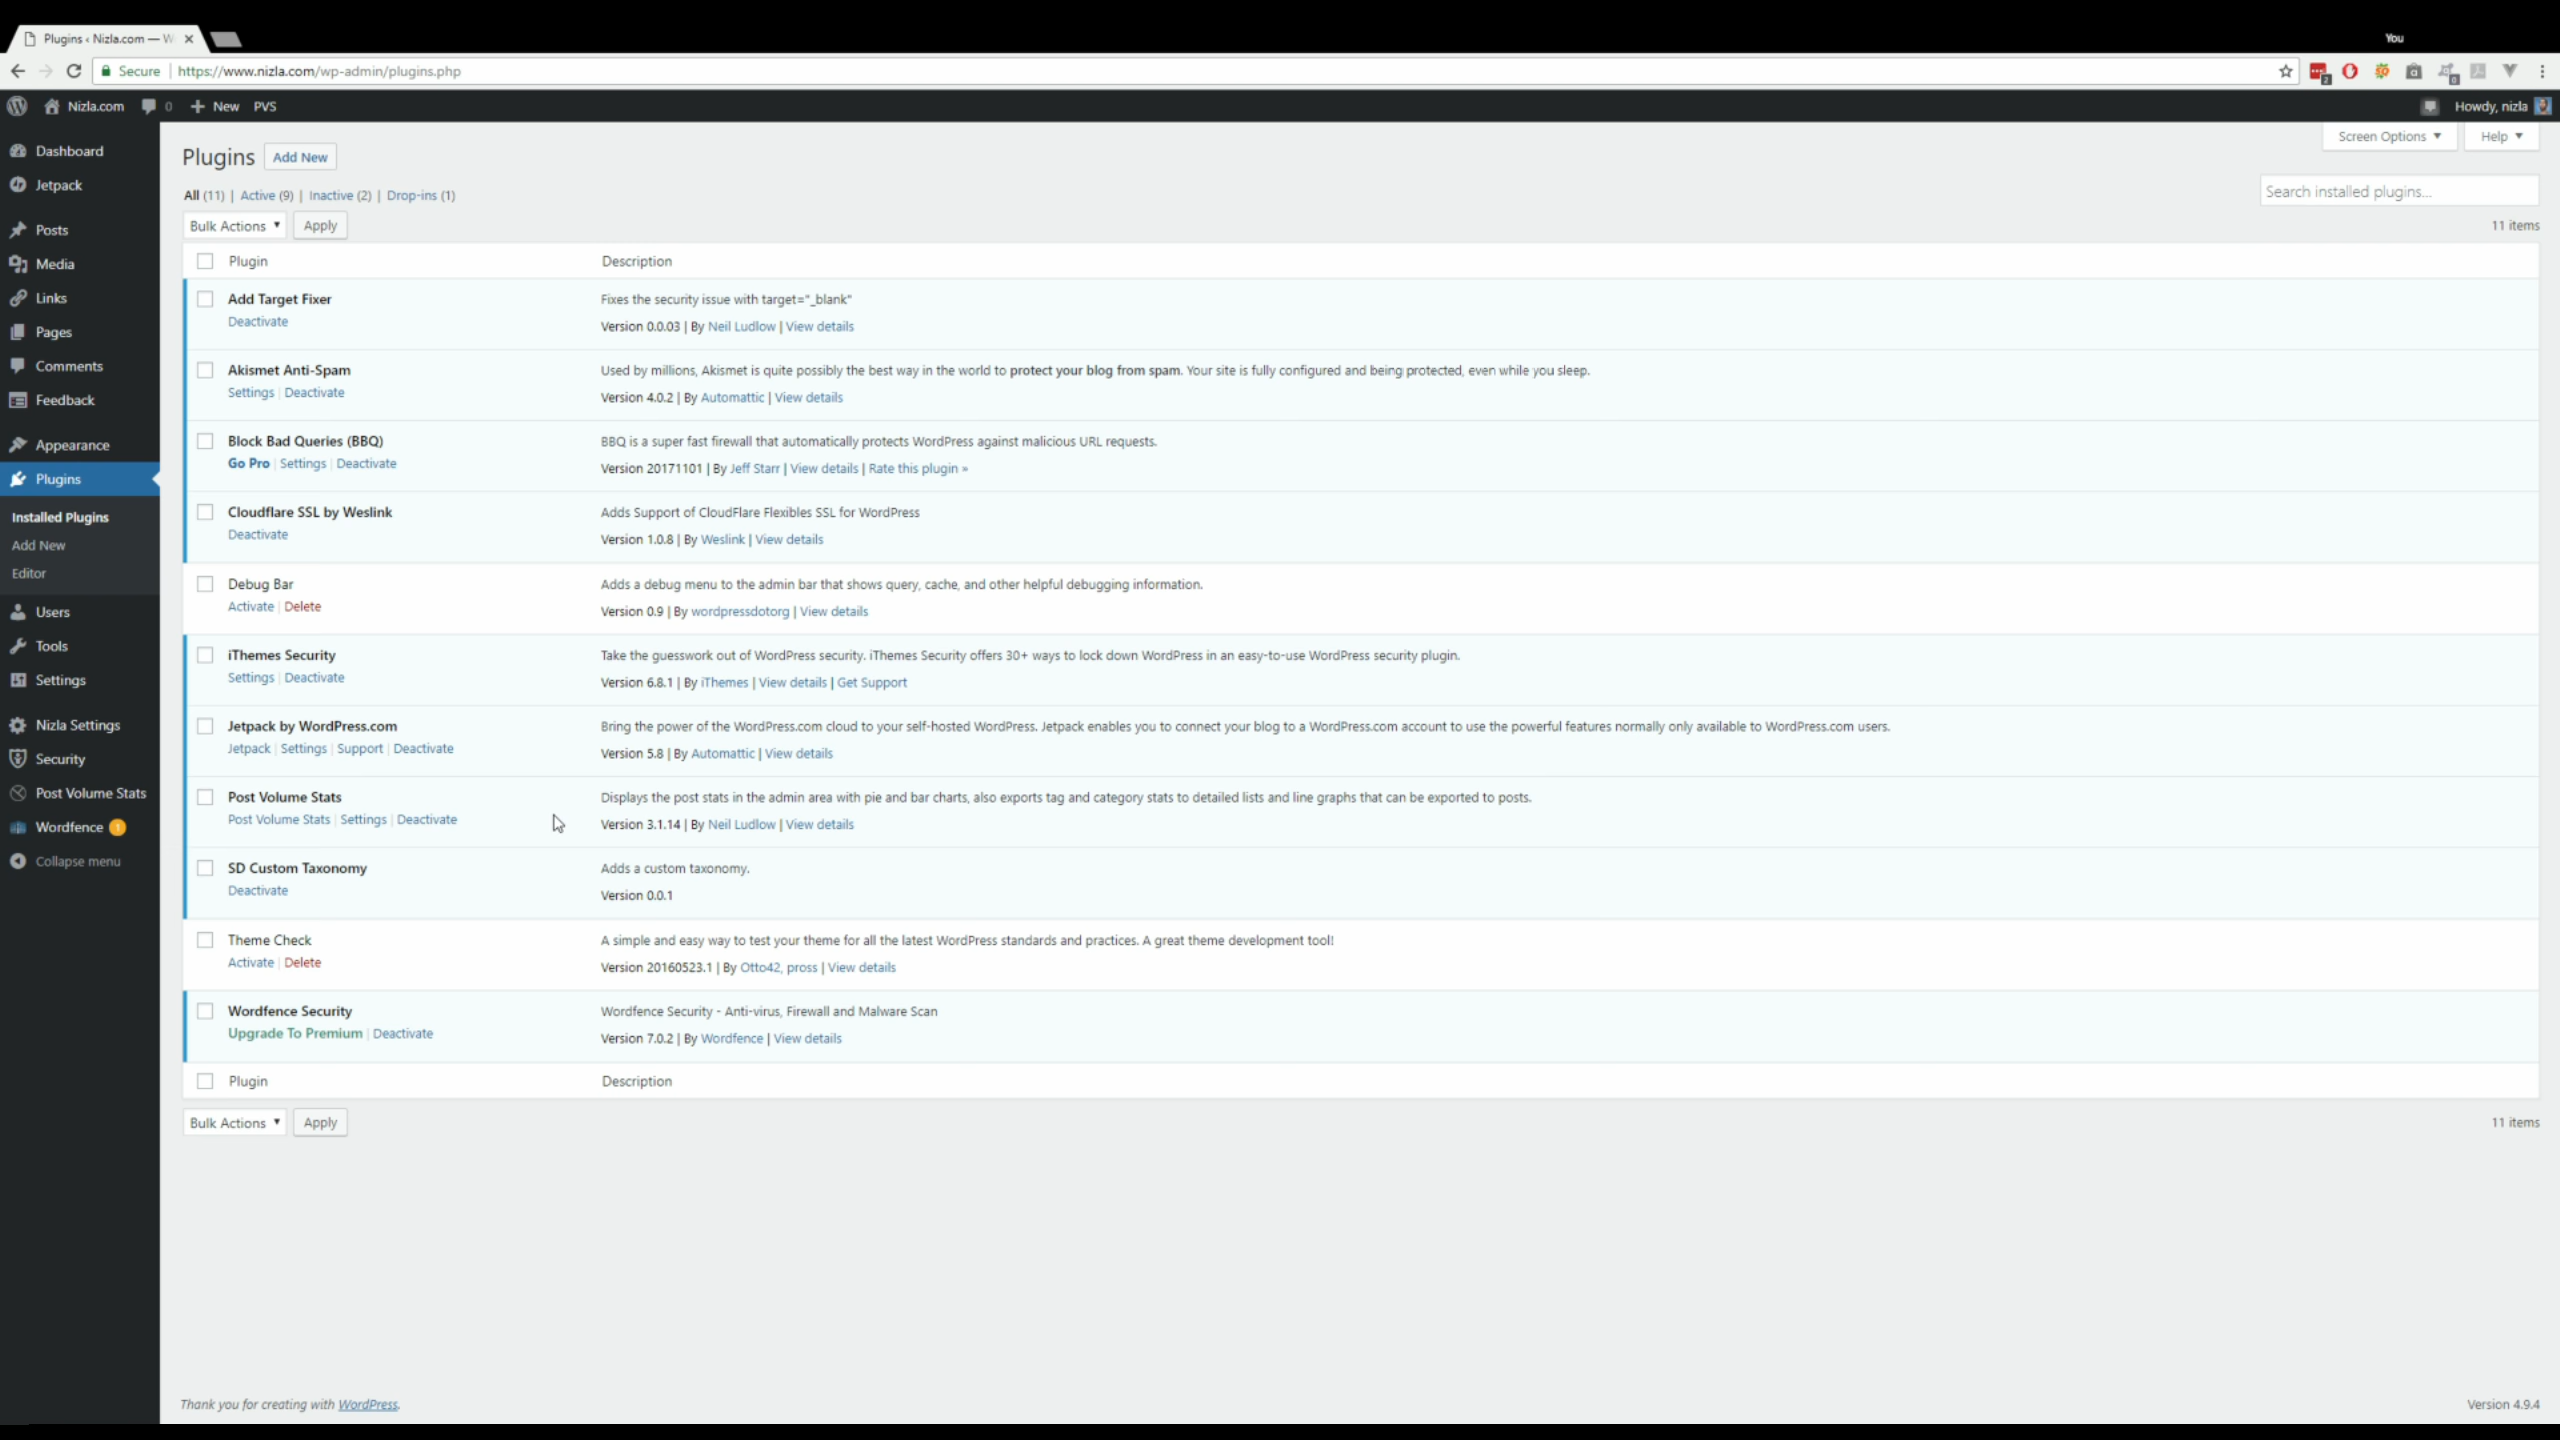 Plugins ‹ Nizla.com — W
You
Secure | https://www.nizla.com/wp-admin/plugins.php
Nizla.com 0 New PVS Howdy, nizla
Screen Options Help
Dashboard
Jetpack
Posts
Media
Links
Pages
Comments
Feedback
Appearance
Plugins
Installed Plugins
Add New
Editor
Users
Tools
Settings
Nizla Settings
Security
Post Volume Stats
Wordfence 1
Collapse menu
Plugins Add New
All (11) | Active (9) | Inactive (2) | Drop-ins (1)
Search installed plugins...
Bulk Actions Apply 11 items
Plugin Description
Add Target Fixer Fixes the security issue with target="_blank"
Deactivate
Version 0.0.03 | By Neil Ludlow | View details
Akismet Anti-Spam Used by millions, Akismet is quite possibly the best way in the world to protect your blog from spam. Your site is fully configured and being protected, even while you sleep.
Settings | Deactivate
Version 4.0.2 | By Automattic | View details
Block Bad Queries (BBQ) BBQ is a super fast firewall that automatically protects WordPress against malicious URL requests.
Go Pro | Settings | Deactivate
Version 20171101 | By Jeff Starr | View details | Rate this plugin »
Cloudflare SSL by Weslink Adds Support of CloudFlare Flexibles SSL for WordPress
Deactivate
Version 1.0.8 | By Weslink | View details
Debug Bar Adds a debug menu to the admin bar that shows query, cache, and other helpful debugging information.
Activate | Delete
Version 0.9 | By wordpressdotorg | View details
iThemes Security Take the guesswork out of WordPress security. iThemes Security offers 30+ ways to lock down WordPress in an easy-to-use WordPress security plugin.
Settings | Deactivate
Version 6.8.1 | By iThemes | View details | Get Support
Jetpack by WordPress.com Bring the power of the WordPress.com cloud to your self-hosted WordPress. Jetpack enables you to connect your blog to a WordPress.com account to use the powerful features normally only available to WordPress.com users.
Jetpack | Settings | Support | Deactivate
Version 5.8 | By Automattic | View details
Post Volume Stats Displays the post stats in the admin area with pie and bar charts, also exports tag and category stats to detailed lists and line graphs that can be exported to posts.
Post Volume Stats | Settings | Deactivate
Version 3.1.14 | By Neil Ludlow | View details
SD Custom Taxonomy Adds a custom taxonomy.
Deactivate
Version 0.0.1
Theme Check A simple and easy way to test your theme for all the latest WordPress standards and practices. A great theme development tool!
Activate | Delete
Version 20160523.1 | By Otto42, pross | View details
Wordfence Security Wordfence Security - Anti-virus, Firewall and Malware Scan
Upgrade To Premium | Deactivate
Version 7.0.2 | By Wordfence | View details
Plugin Description
Bulk Actions Apply 11 items
Thank you for creating with WordPress. Version 4.9.4